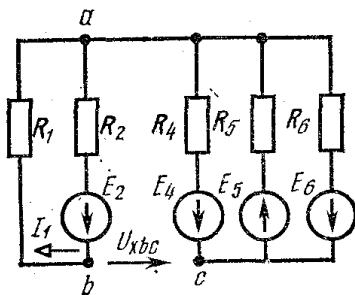 a
R₁ R₂ R₄ R₅ R₆
E₂ E₄ E₅ E₆
I₁ Uxbc
b c